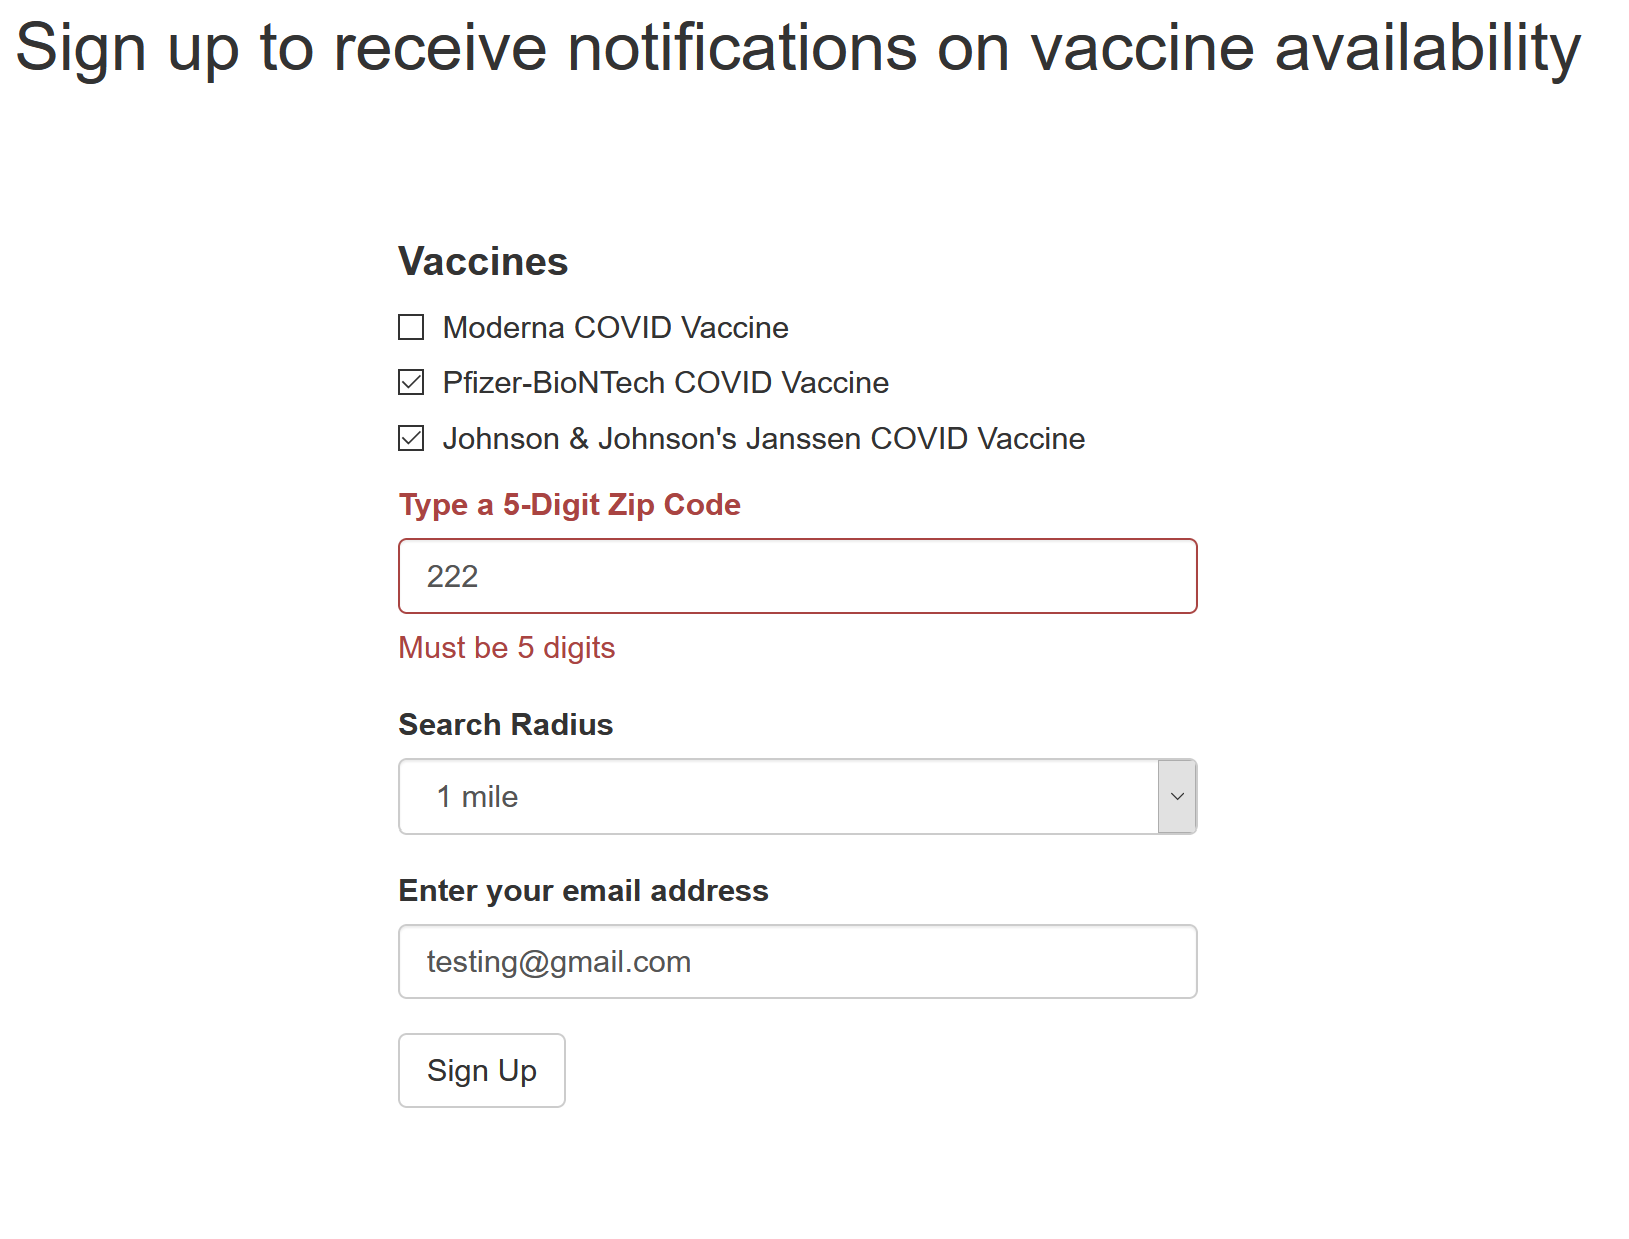 Sign up to receive notifications on vaccine availability
Vaccines
Moderna COVID Vaccine
Pfizer-BioNTech COVID Vaccine
Johnson & Johnson's Janssen COVID Vaccine
Type a 5-Digit Zip Code
222
Must be 5 digits
Search Radius
1 mile
Enter your email address
testing@gmail.com
Sign Up